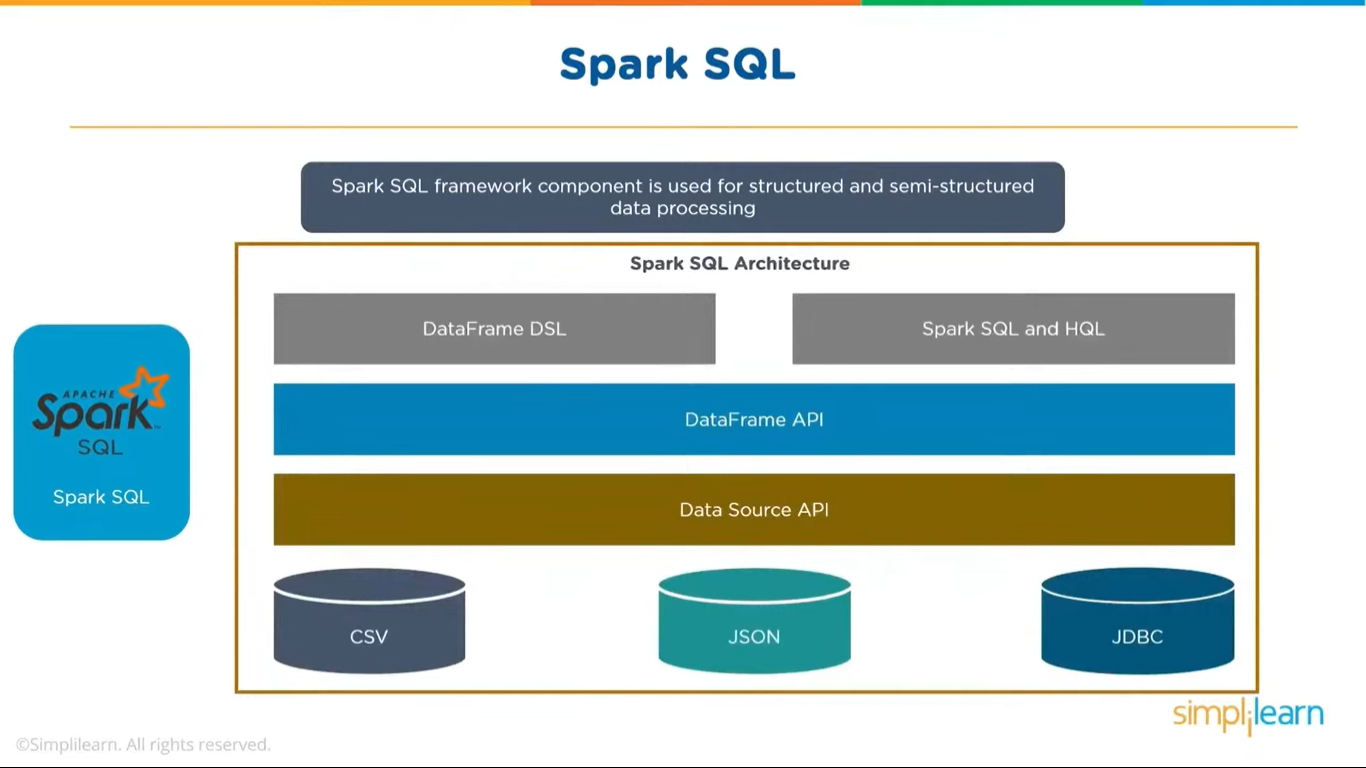 Spark SQL
Spark SQL framework component is used for structured and semi-structured
data processing
Spark SQL Architecture
DataFrame DSL
Spark SQL and HQL
APACHE
Spark™
SQL
Spark SQL
DataFrame API
Data Source API
CSV
JSON
JDBC
simplilearn
©Simplilearn. All rights reserved.